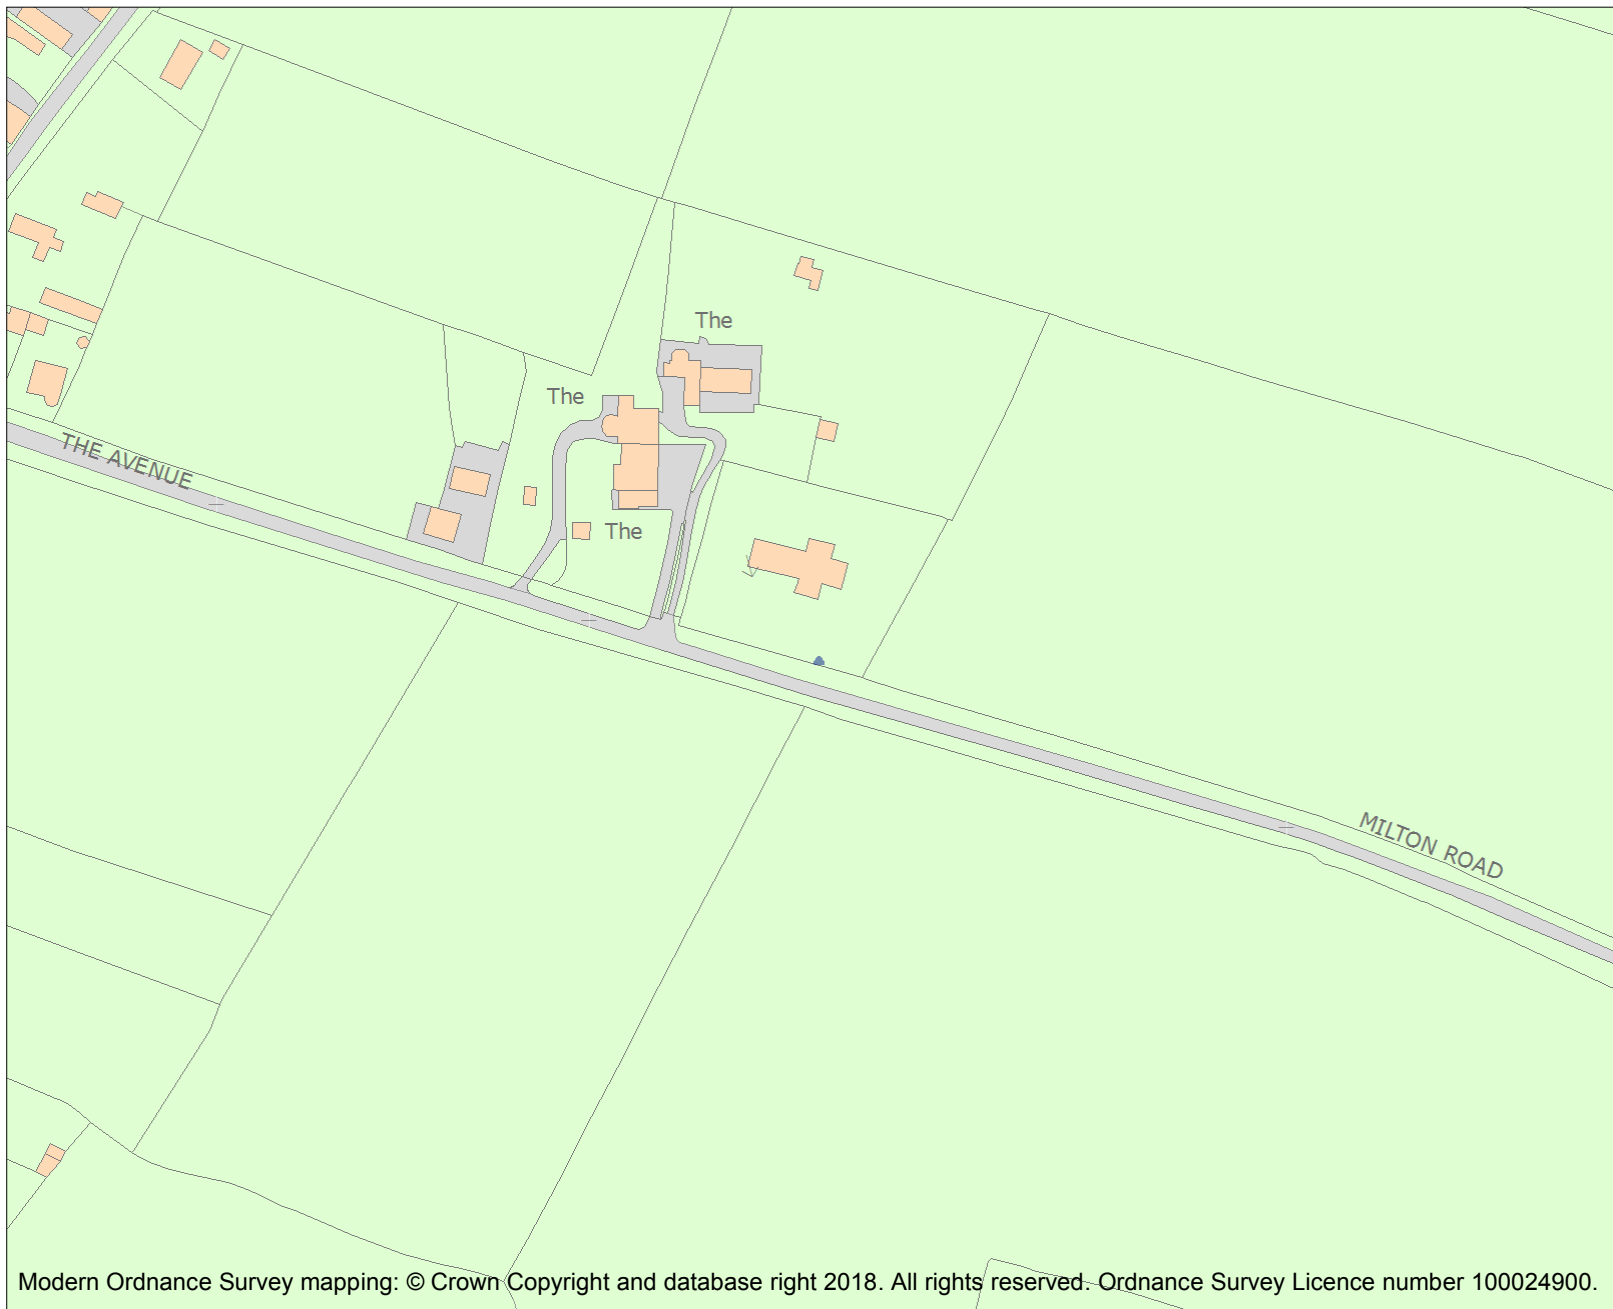 The
The
THE AVENUE
The
MILTON ROAD
Modern Ordnance Survey mapping: © Crown Copyright and database right 2018. All rights reserved. Ordnance Survey Licence number 100024900.